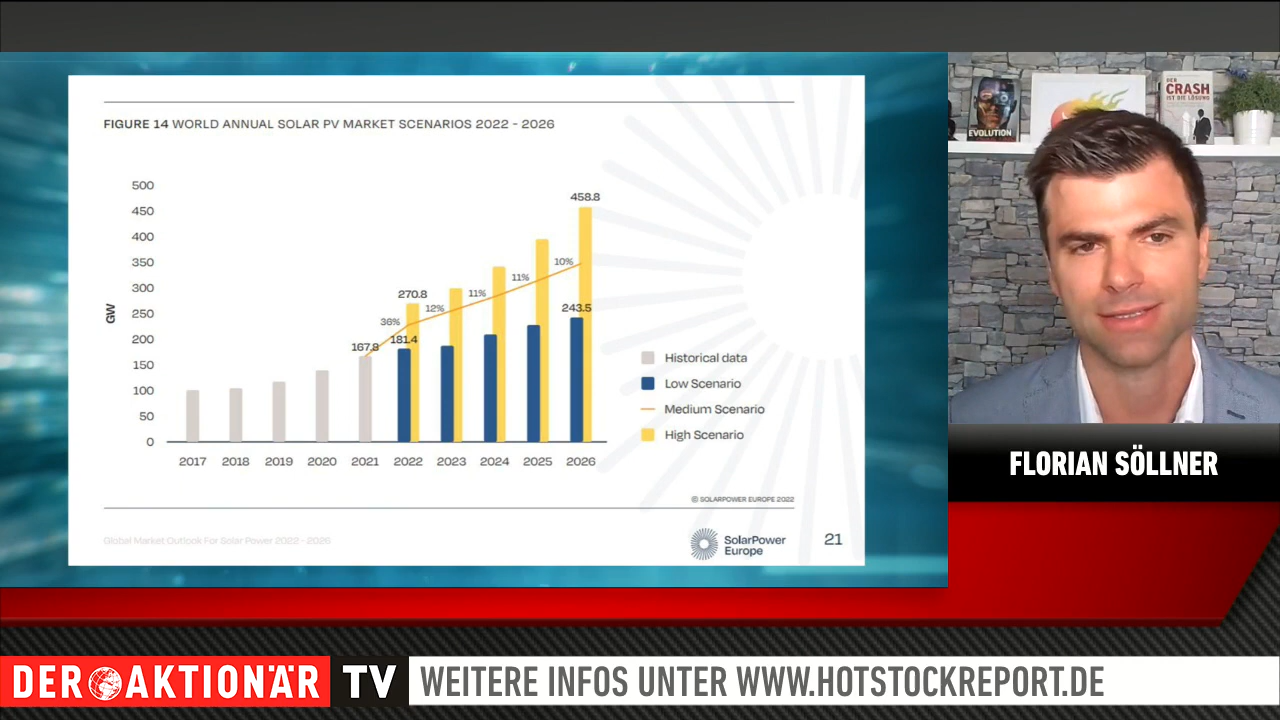 FIGURE 14 WORLD ANNUAL SOLAR PV MARKET SCENARIOS 2022 - 2026
GW
500
450
400
350
300
250
200
150
100
50
0
167.8
181.4
270.8
243.5
458.8
36%
12%
11%
11%
10%
2017 2018 2019 2020 2021 2022 2023 2024 2025 2026
Historical data
Low Scenario
Medium Scenario
High Scenario
© SOLARPOWER EUROPE 2022
Global Market Outlook For Solar Power 2022 - 2026
SolarPower
Europe
21
EVOLUTION
DER
CRASH
IST DIE LÖSUNG
FLORIAN SÖLLNER
DER AKTIONÄR TV
WEITERE INFOS UNTER WWW.HOTSTOCKREPORT.DE